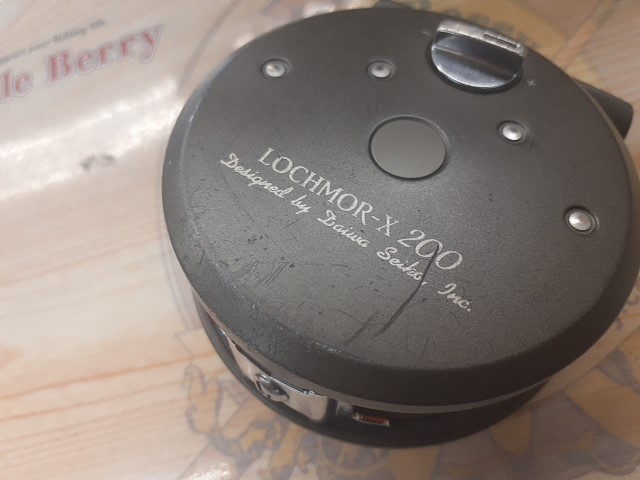 le Berry
LOCHMOR-X 200
Designed by Daiwa Seiko, Inc.